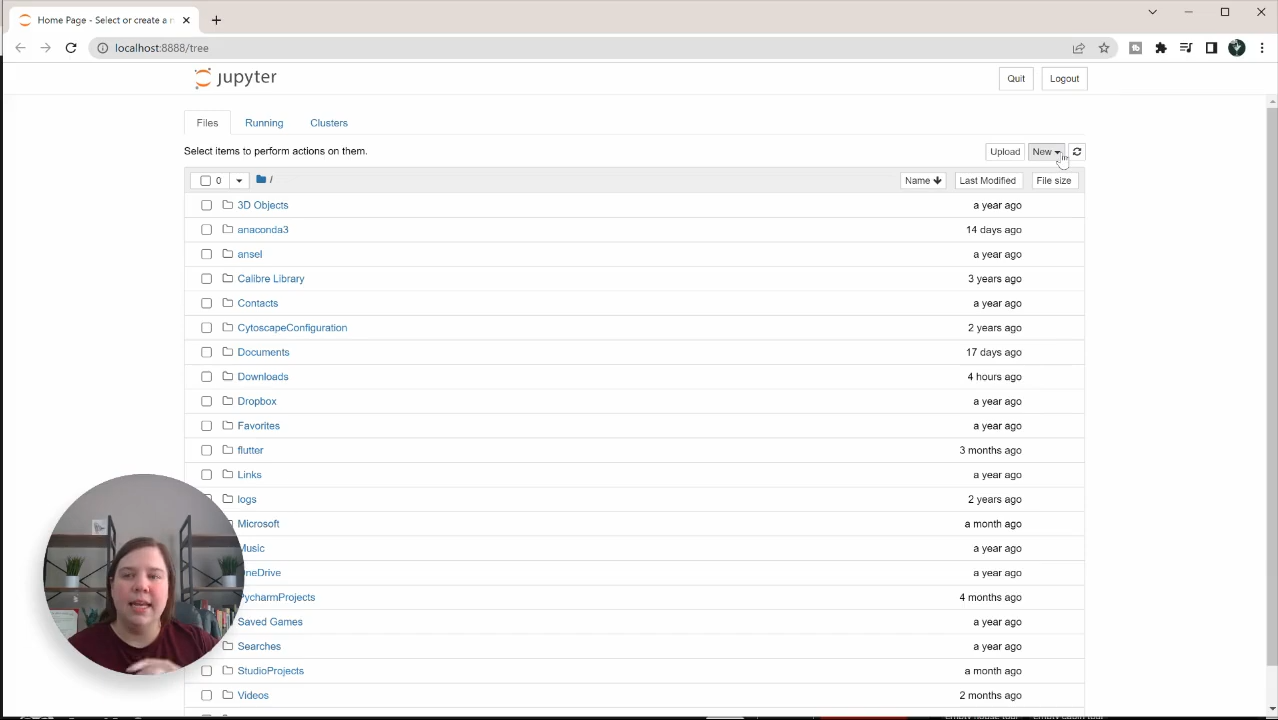 Home Page - Select or create a n
localhost:8888/tree
jupyter
Quit
Logout
Files
Running
Clusters
Select items to perform actions on them.
Upload
New
0
/
Name
Last Modified
File size
3D Objects
a year ago
anaconda3
14 days ago
ansel
a year ago
Calibre Library
3 years ago
Contacts
a year ago
CytoscapeConfiguration
2 years ago
Documents
17 days ago
Downloads
4 hours ago
Dropbox
a year ago
Favorites
a year ago
flutter
3 months ago
Links
a year ago
logs
2 years ago
Microsoft
a month ago
Music
a year ago
OneDrive
a year ago
PycharmProjects
4 months ago
Saved Games
a year ago
Searches
a year ago
StudioProjects
a month ago
Videos
2 months ago